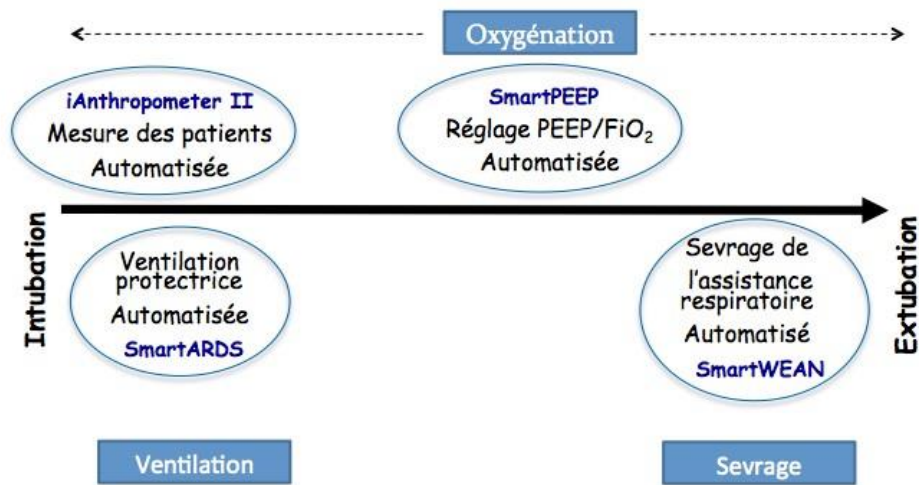 Oxygénation
iAnthropometer II
Mesure des patients
Automatisée
SmartPEEP
Réglage PEEP/FiO₂
Automatisée
Intubation
Extubation
Ventilation
protectrice
Automatisée
SmartARDS
Sevrage de
l'assistance
respiratoire
Automatisé
SmartWEAN
Ventilation
Sevrage